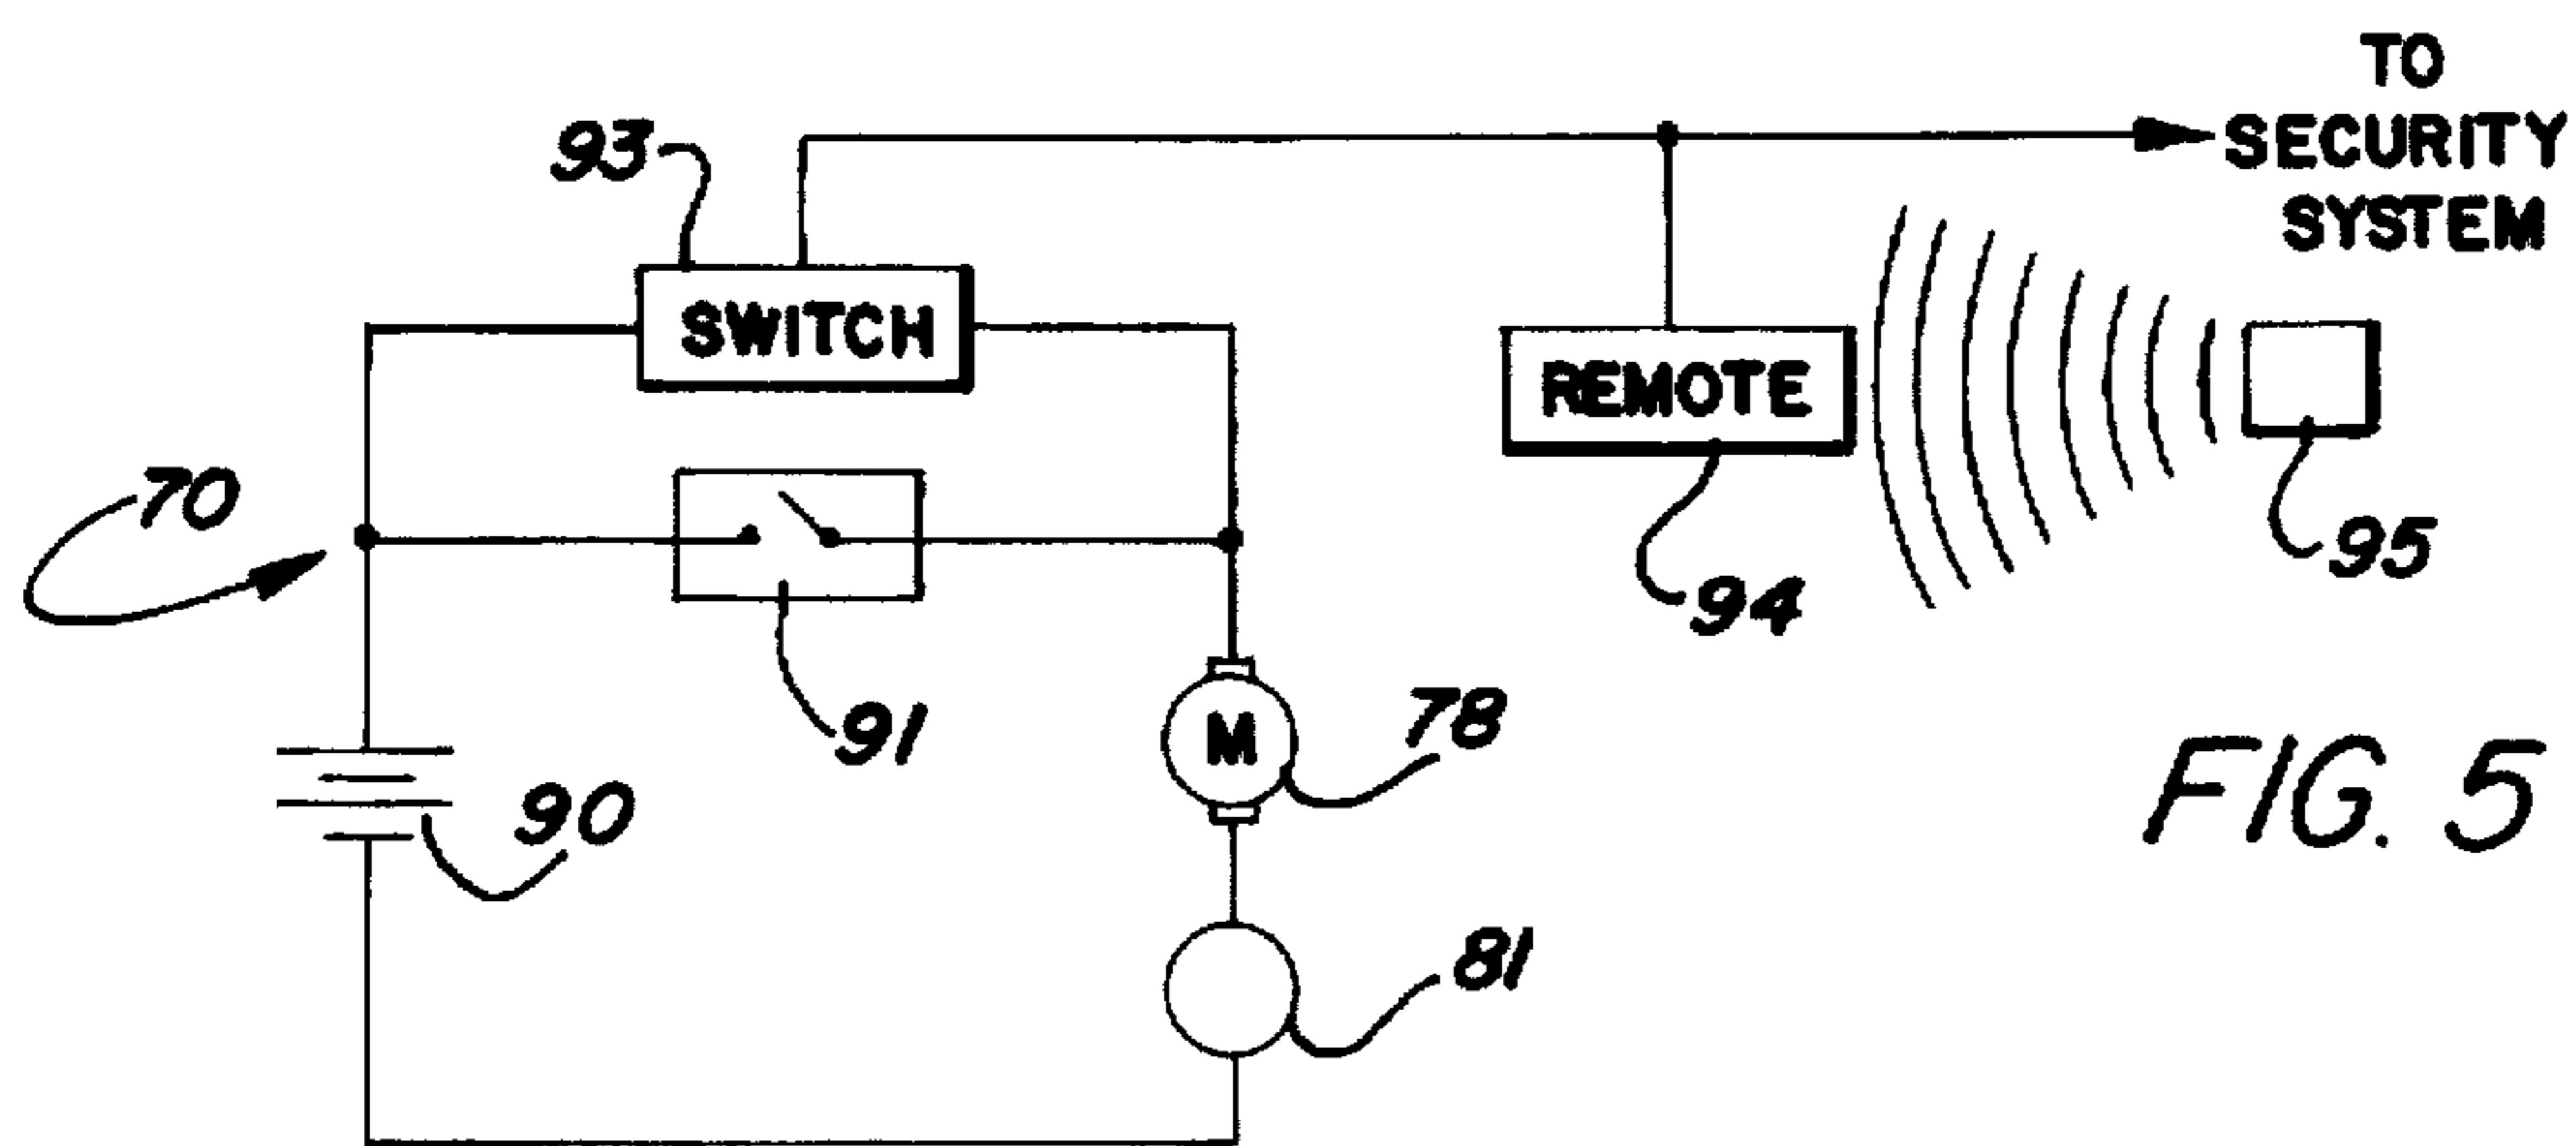 TO
SECURITY
SYSTEM
93
SWITCH
REMOTE
70
95
94
91
78
90
FIG. 5
M
81